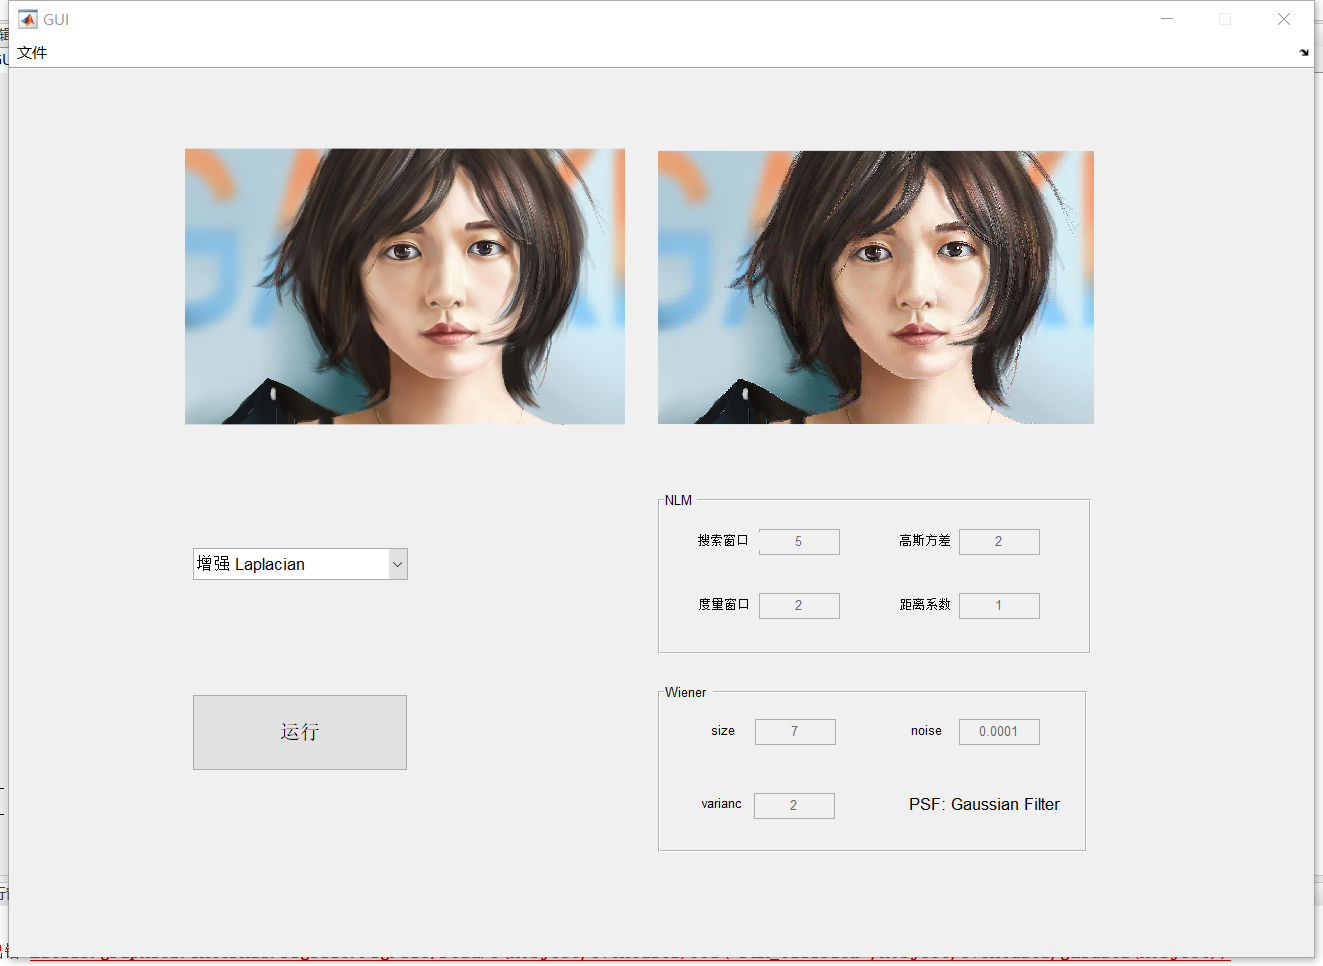 GUI
文件
增强 Laplacian
运行
NLM
搜索窗口 5 高斯方差 2
度量窗口 2 距离系数 1
Wiener
size 7 noise 0.0001
varianc 2 PSF: Gaussian Filter